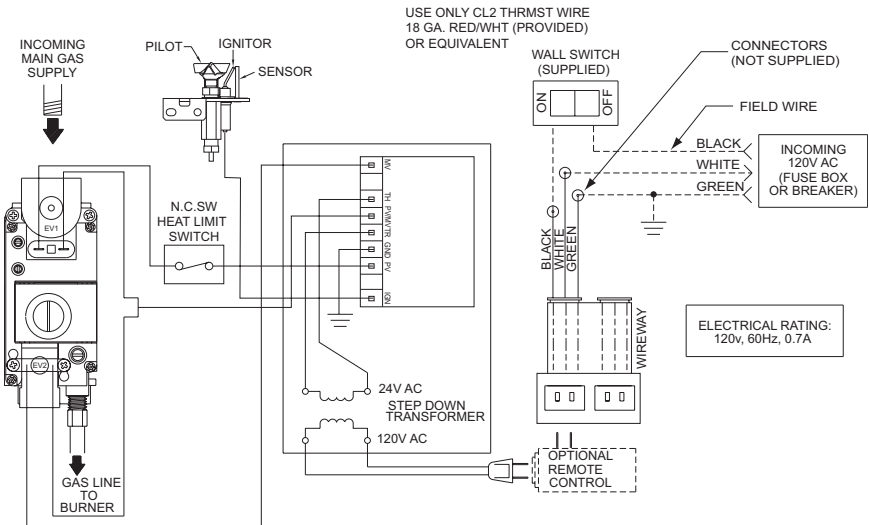 USE ONLY CL2 THRMST WIRE
18 GA. RED/WHT (PROVIDED)
OR EQUIVALENT
INCOMING
MAIN GAS
SUPPLY
PILOT
IGNITOR
SENSOR
WALL SWITCH
(SUPPLIED)
CONNECTORS
(NOT SUPPLIED)
ON
OFF
FIELD WIRE
BLACK
WHITE
GREEN
INCOMING
120V AC
(FUSE BOX
OR BREAKER)
N.C.SW
HEAT LIMIT
SWITCH
EV1
MV
TH
PV/MV
TR
GND
PV
IGN
BLACK
WHITE
GREEN
WIREWAY
ELECTRICAL RATING:
120v, 60Hz, 0.7A
EV2
24V AC
STEP DOWN
TRANSFORMER
120V AC
OPTIONAL
REMOTE
CONTROL
GAS LINE
TO
BURNER